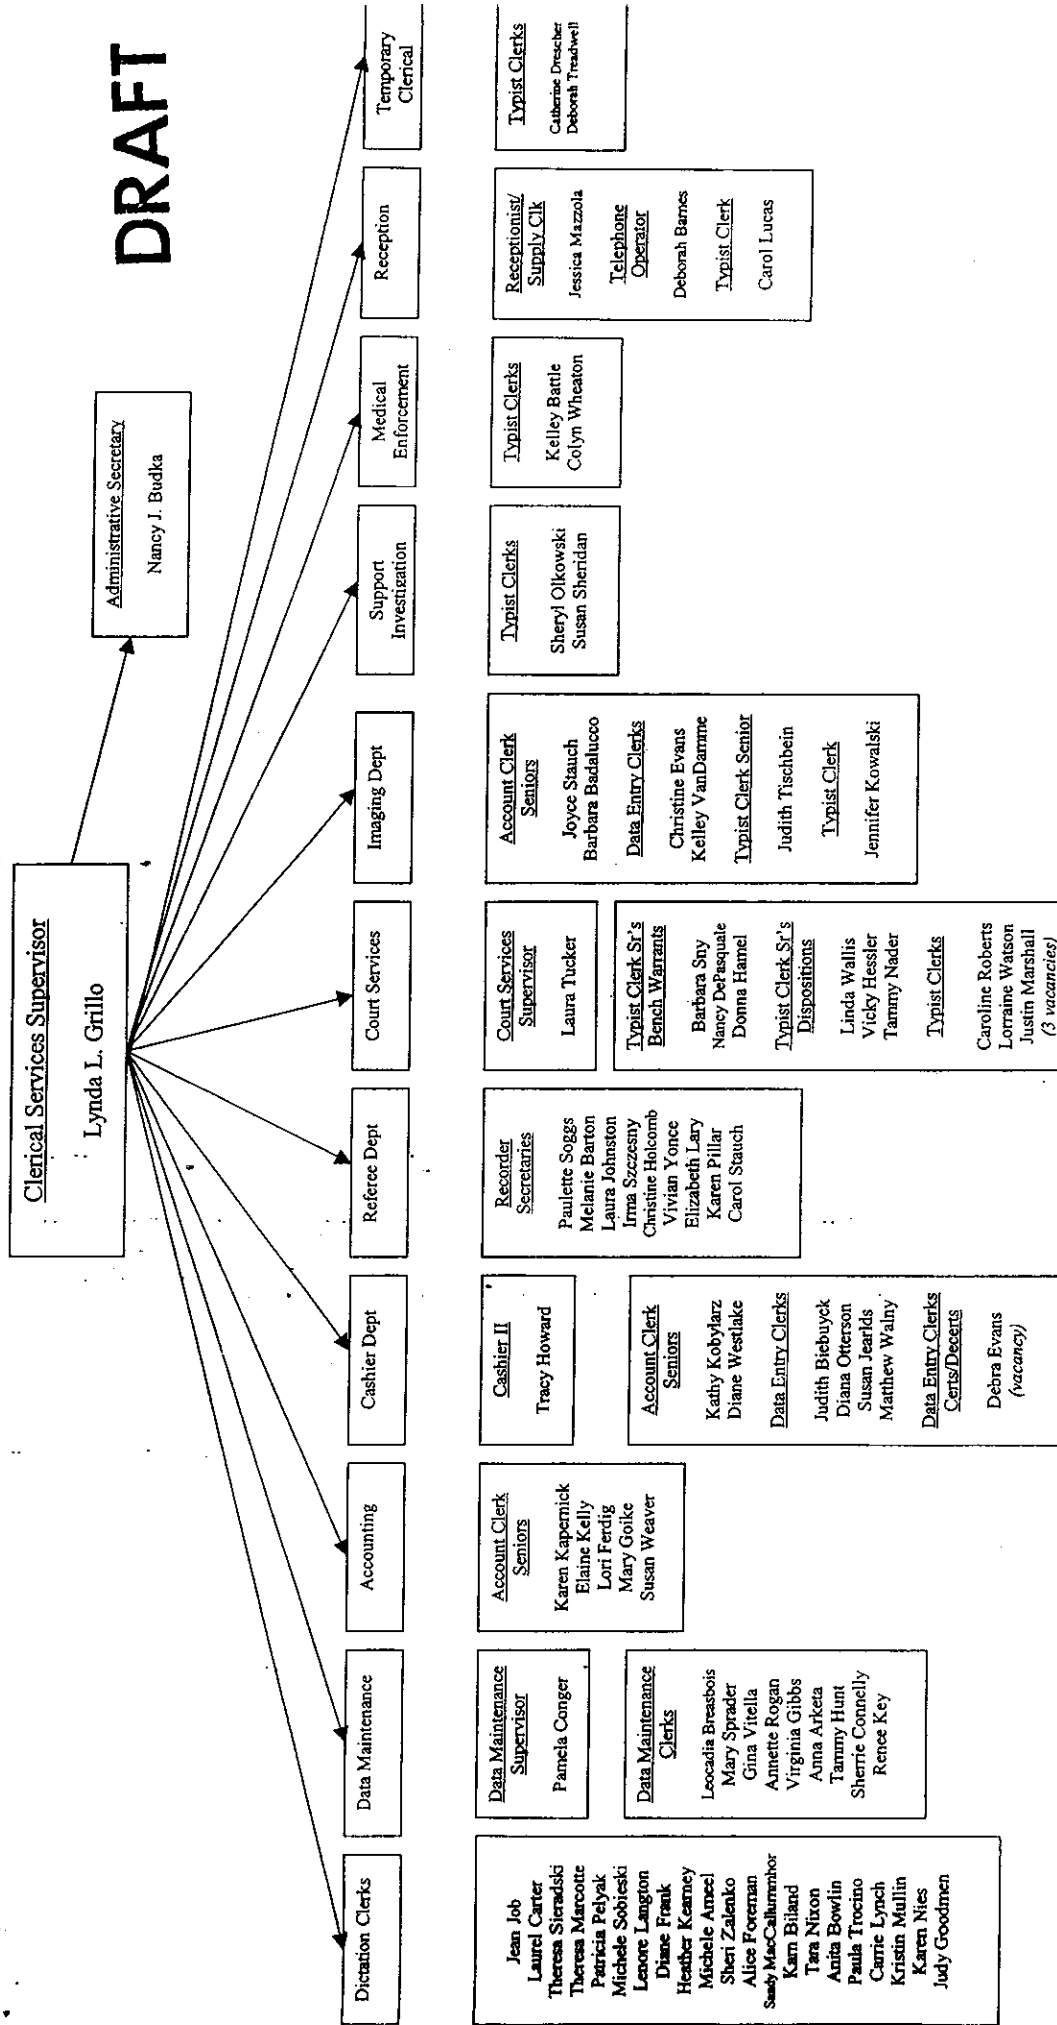 DRAFT
Clerical Services Supervisor
Lynda L. Grillo
Administrative Secretary
Nancy J. Budka
Dictation Clerks
Jean Job
Laurel Carter
Theresa Sieradski
Theresa Marcotte
Patricia Pelyak
Michele Sobieski
Lenore Langton
Diane Frank
Heather Kearney
Michele Ameel
Sheri Zalenko
Alice Foreman
Sandy MacCallummhor
Karn Biland
Tara Nixon
Anita Bowlin
Paula Trocino
Carrie Lynch
Kristin Mullin
Karen Nies
Judy Goodmen
Data Maintenance
Data Maintenance
Supervisor
Pamela Conger
Data Maintenance
Clerks
Leocadia Breasbois
Mary Sprader
Gina Vitella
Annette Rogan
Virginia Gibbs
Anna Arketa
Tammy Hunt
Sherrie Connelly
Renee Key
Accounting
Account Clerk
Seniors
Karen Kapernick
Elaine Kelly
Lori Ferdig
Mary Goike
Susan Weaver
Cashier Dept
Cashier II
Tracy Howard
Account Clerk
Seniors
Kathy Kobylarz
Diane Westlake
Data Entry Clerks
Judith Biebuyck
Diana Otterson
Susan Jearlds
Matthew Walny
Data Entry Clerks
Certs/Decerts
Debra Evans
(vacancy)
Referee Dept
Recorder
Secretaries
Paulette Soggs
Melanie Barton
Laura Johnston
Irma Szczesny
Christine Holcomb
Vivian Yonce
Elizabeth Lary
Karen Pillar
Carol Stauch
Court Services
Court Services
Supervisor
Laura Tucker
Typist Clerk Sr's
Bench Warrants
Barbara Sny
Nancy DePasquale
Donna Hamel
Typist Clerk Sr's
Dispositions
Linda Wallis
Vicky Hessler
Tammy Nader
Typist Clerks
Caroline Roberts
Lorraine Watson
Justin Marshall
(3 vacancies)
Imaging Dept
Account Clerk
Seniors
Joyce Stauch
Barbara Badalucco
Data Entry Clerks
Christine Evans
Kelley VanDamme
Typist Clerk Senior
Judith Tischbein
Typist Clerk
Jennifer Kowalski
Support
Investigation
Typist Clerks
Sheryl Olkowski
Susan Sheridan
Medical
Enforcement
Typist Clerks
Kelley Battle
Colyn Wheaton
Reception
Receptionist/
Supply Clk
Jessica Mazzola
Telephone
Operator
Deborah Barnes
Typist Clerk
Carol Lucas
Temporary
Clerical
Typist Clerks
Catherine Drescher
Deborah Treadwell